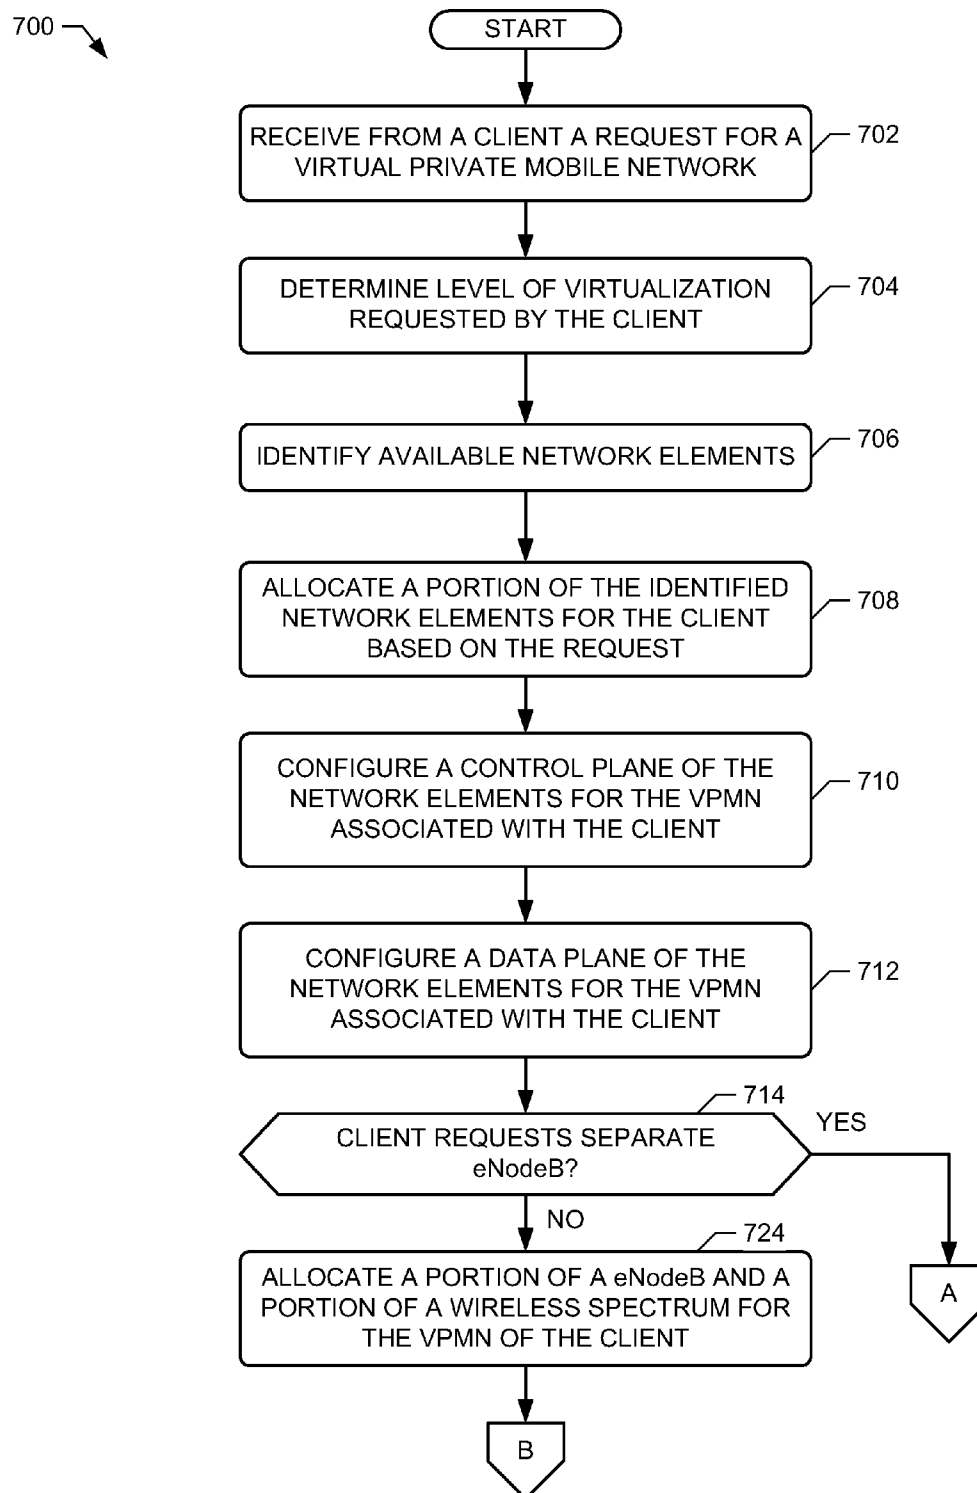 700
START
RECEIVE FROM A CLIENT A REQUEST FOR A
VIRTUAL PRIVATE MOBILE NETWORK
702
DETERMINE LEVEL OF VIRTUALIZATION
REQUESTED BY THE CLIENT
704
IDENTIFY AVAILABLE NETWORK ELEMENTS
706
ALLOCATE A PORTION OF THE IDENTIFIED
NETWORK ELEMENTS FOR THE CLIENT
BASED ON THE REQUEST
708
CONFIGURE A CONTROL PLANE OF THE
NETWORK ELEMENTS FOR THE VPMN
ASSOCIATED WITH THE CLIENT
710
CONFIGURE A DATA PLANE OF THE
NETWORK ELEMENTS FOR THE VPMN
ASSOCIATED WITH THE CLIENT
712
714
CLIENT REQUESTS SEPARATE
eNodeB?
YES
NO
724
ALLOCATE A PORTION OF A eNodeB AND A
PORTION OF A WIRELESS SPECTRUM FOR
THE VPMN OF THE CLIENT
A
B